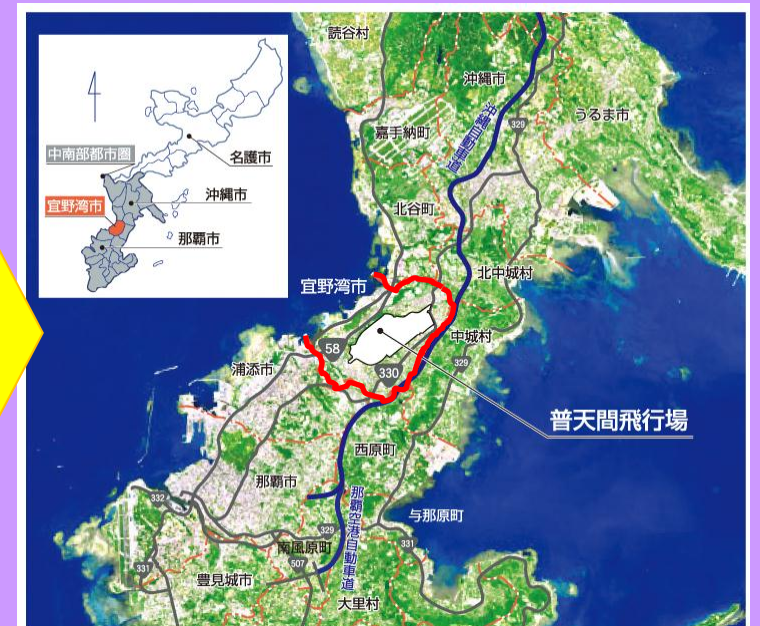 中南部都市圏
名護市
沖縄市
宜野湾市
那覇市
読谷村
沖縄市
うるま市
嘉手納町
沖縄自動車道
329
北谷町
北中城村
宜野湾市
中城村
58
330
329
浦添市
普天間飛行場
西原町
那覇市
332
那覇空港自動車道
与那原町
329
南風原町
331
507
331
豊見城市
大里村